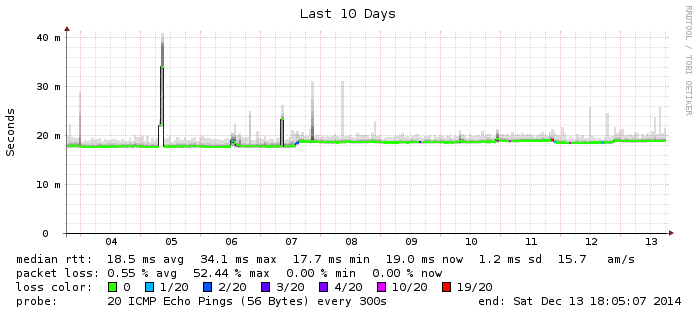 Last 10 Days
RRDTOOL / TOBI OETIKER
Seconds
40 m
30 m
20 m
10 m
0
04 05 06 07 08 09 10 11 12 13
median rtt: 18.5 ms avg 34.1 ms max 17.7 ms min 19.0 ms now 1.2 ms sd 15.7 am/s
packet loss: 0.55 % avg 52.44 % max 0.00 % min 0.00 % now
loss color: 0 1/20 2/20 3/20 4/20 10/20 19/20
probe: 20 ICMP Echo Pings (56 Bytes) every 300s end: Sat Dec 13 18:05:07 2014